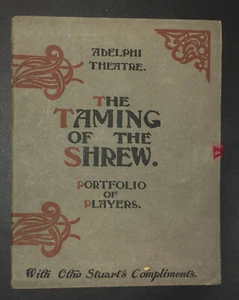 ADELPHI
THEATRE.
THE
TAMING
OF THE
SHREW.
PORTFOLIO
OF
PLAYERS.
With Otho Stuart's Compliments.